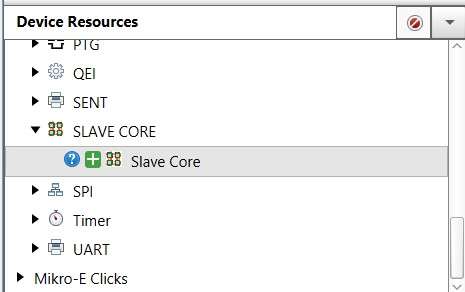 Device Resources
PTG
QEI
SENT
SLAVE CORE
Slave Core
SPI
Timer
UART
Mikro-E Clicks